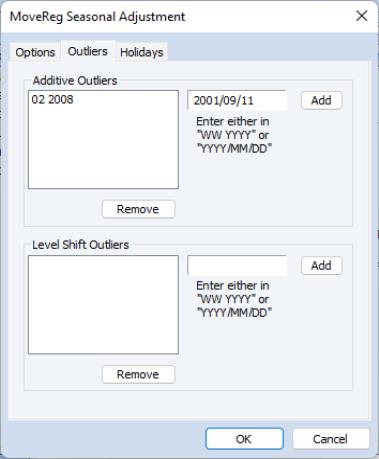 MoveReg Seasonal Adjustment
Options Outliers Holidays
Additive Outliers
02 2008
2001/09/11 Add
Enter either in
"WW YYYY" or
"YYYY/MM/DD"
Remove
Level Shift Outliers
Add
Enter either in
"WW YYYY" or
"YYYY/MM/DD"
Remove
OK Cancel